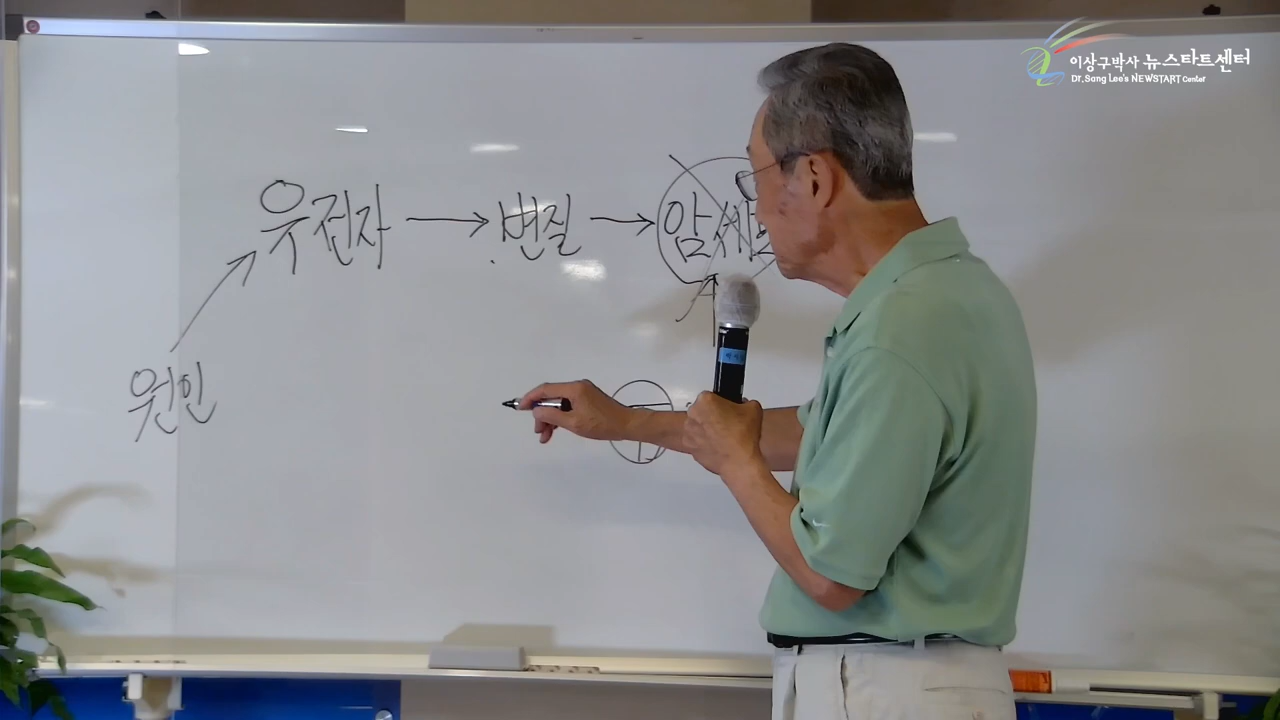 이상구박사 뉴스타트센터
Dr. Sang Lee's NEWSTART Center
유전자 → 변질 → 암세
원인